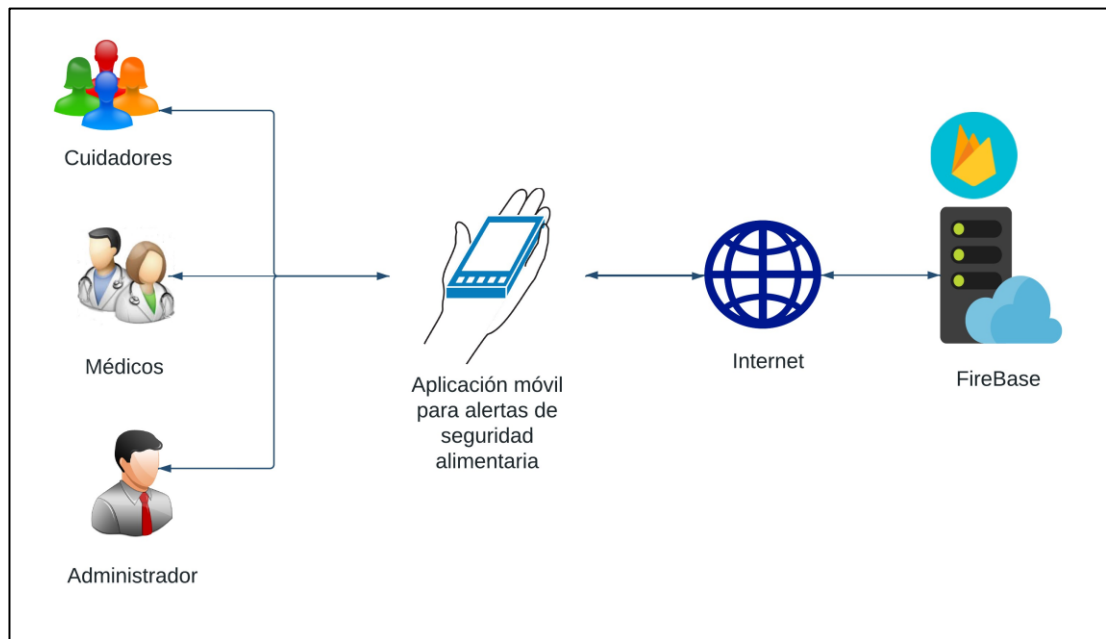 Cuidadores
Médicos
Administrador
Aplicación móvil
para alertas de
seguridad
alimentaria
Internet
FireBase